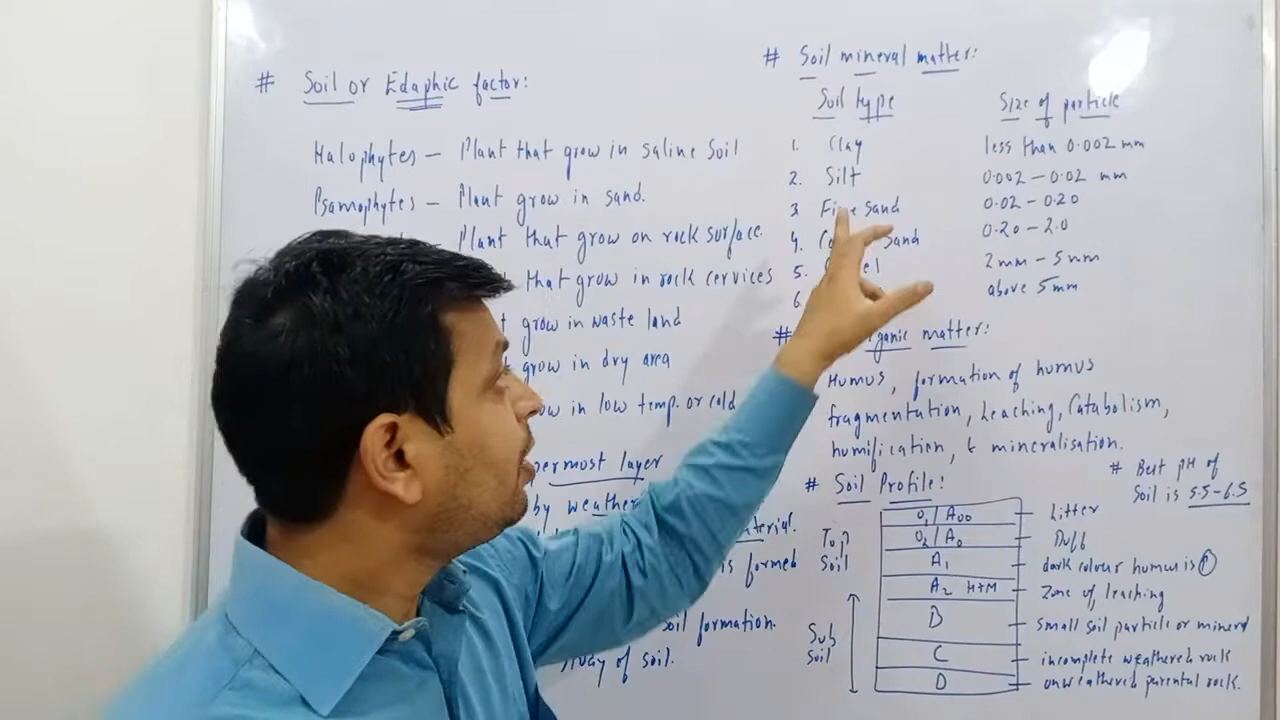 # Soil or Edaphic factor:
Halophytes — Plant that grow in saline Soil
Psamophytes — Plant grow in sand.
Plant that grow on rock surface.
that grow in rock cervices
grow in waste land
grow in dry area
in low temp. or cold
permost layer
by weather
material.
is formed
soil formation.
study of soil.
# Soil mineral matter:
Soil type Size of particle
1. Clay less than 0.002 mm
2. Silt 0.002 – 0.02 mm
3 Fine Sand 0.02 – 0.20
4. Sand 0.20 – 2.0
5. 2mm – 5mm
6. above 5mm
# organic matter:
Humus, formation of humus
fragmentation, Leaching, Catabolism,
humification, & mineralisation.
# Best pH of
Soil is 5.5–6.5
# Soil Profile:
Top Soil
O1 / A00 Litter
O2 / A0 Duff
A1 dark colour humus is P
A2 H+M Zone of leaching
Sub Soil
B small soil particle or mineral
C incomplete weathered rock
D unweathered parental rock.